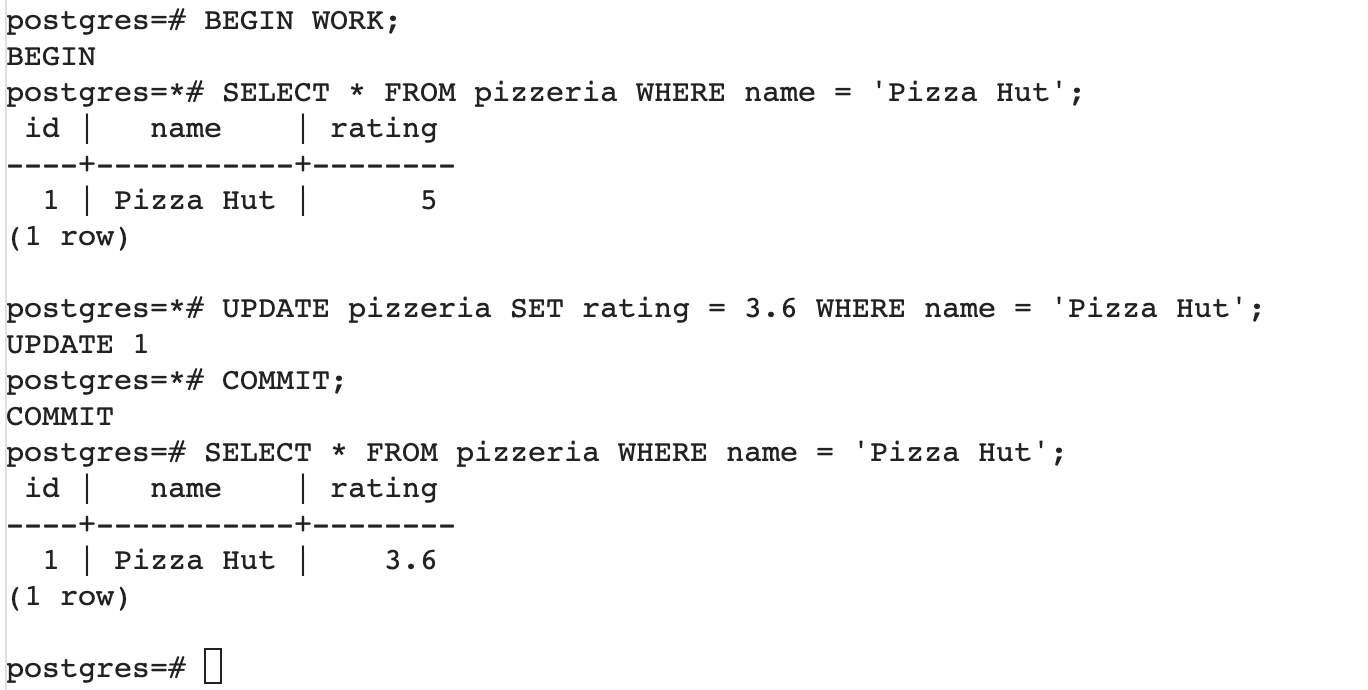 postgres=# BEGIN WORK;
BEGIN
postgres=*# SELECT * FROM pizzeria WHERE name = 'Pizza Hut';
 id |   name    | rating
----+-----------+--------
  1 | Pizza Hut |      5
(1 row)

postgres=*# UPDATE pizzeria SET rating = 3.6 WHERE name = 'Pizza Hut';
UPDATE 1
postgres=*# COMMIT;
COMMIT
postgres=# SELECT * FROM pizzeria WHERE name = 'Pizza Hut';
 id |   name    | rating
----+-----------+--------
  1 | Pizza Hut |    3.6
(1 row)

postgres=#